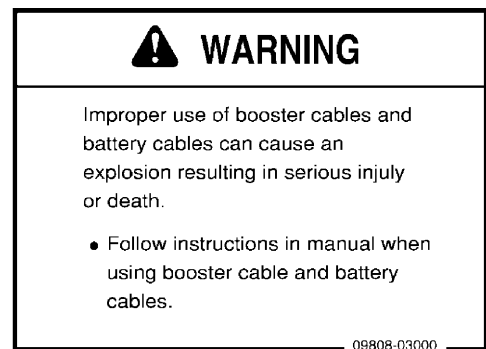 WARNING
Improper use of booster cables and
battery cables can cause an
explosion resulting in serious injuly
or death.
• Follow instructions in manual when
using booster cable and battery
cables.
09808-03000